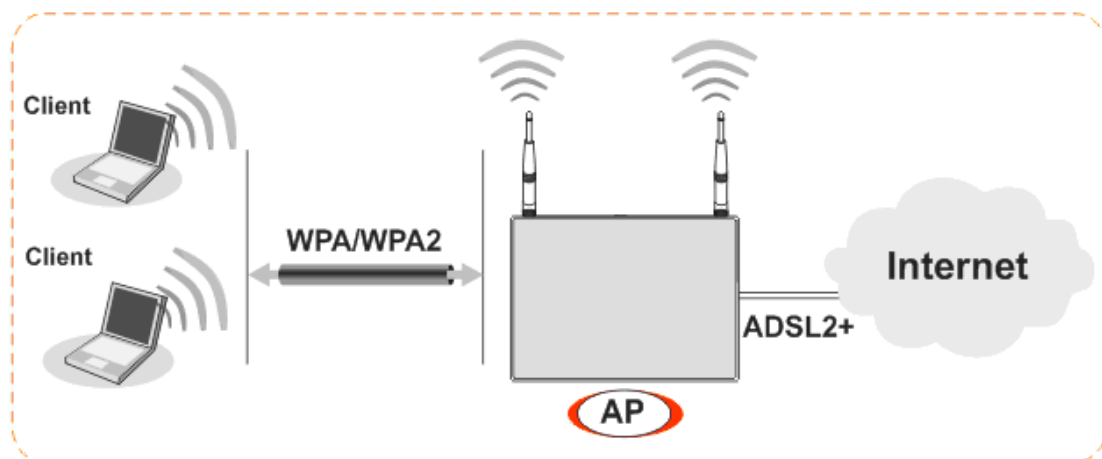 Client
Client
WPA/WPA2
Internet
ADSL2+
AP